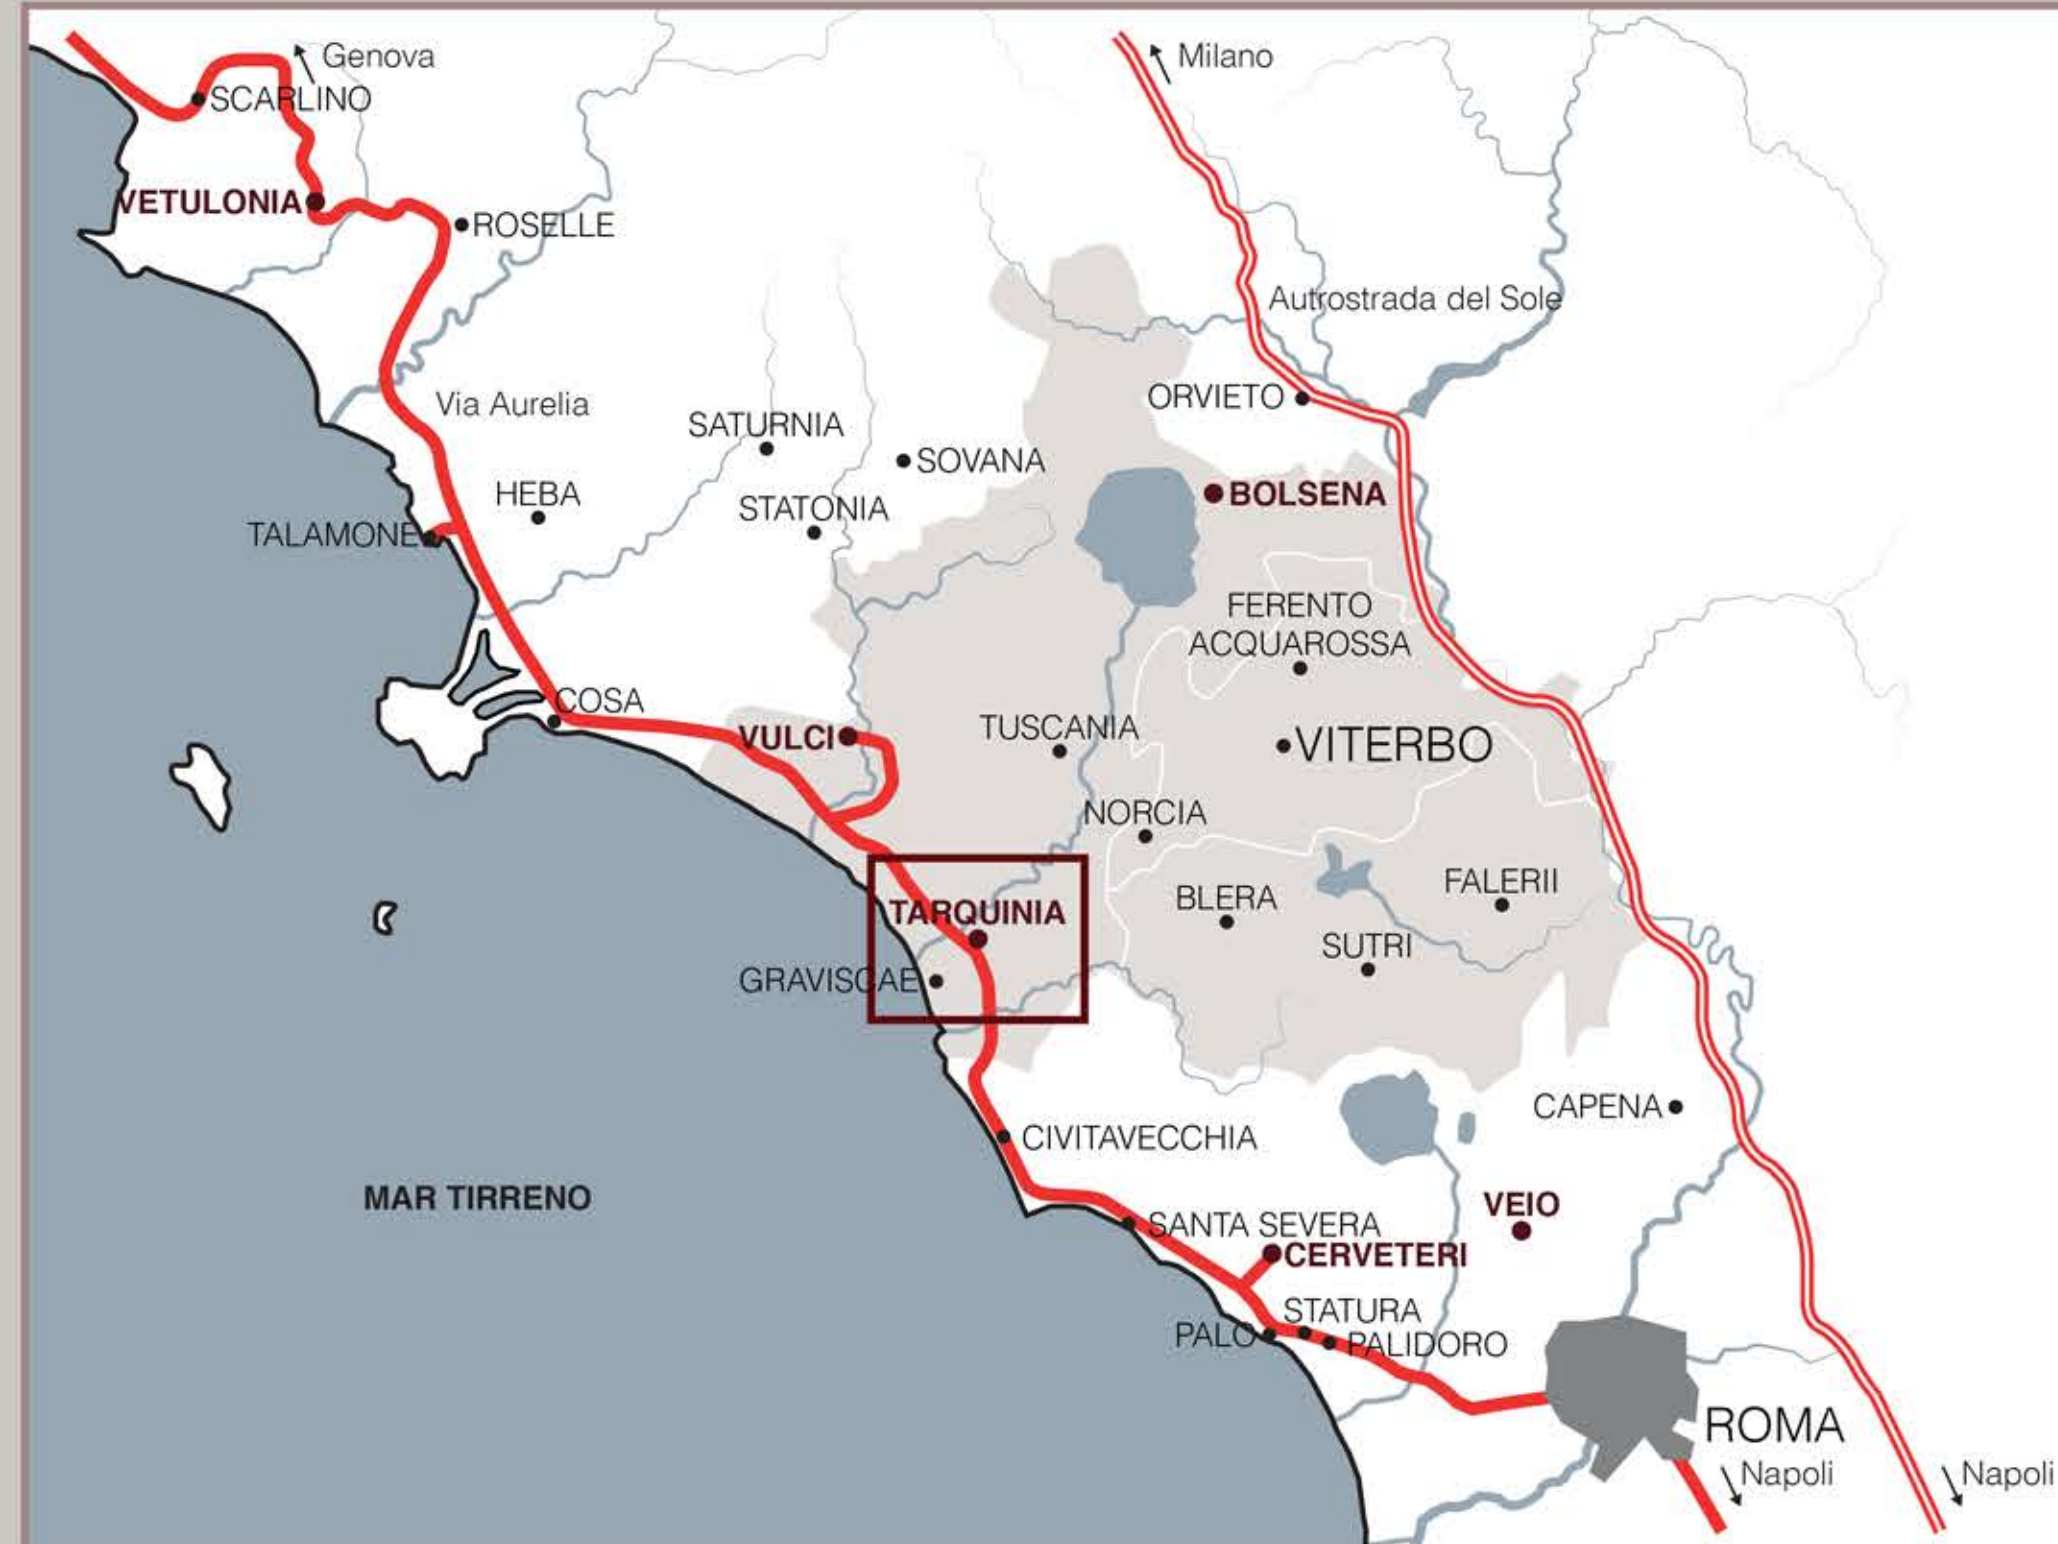 Genova
Milano
SCARLINO
VETULONIA
ROSELLE
Autrostrada del Sole
ORVIETO
Via Aurelia
SATURNIA
SOVANA
HEBA
BOLSENA
STATONIA
TALAMONE
FERENTO
ACQUAROSSA
COSA
VULCI
TUSCANIA
VITERBO
NORCIA
FALERII
BLERA
TARQUINIA
SUTRI
GRAVISCAE
CAPENA
CIVITAVECCHIA
MAR TIRRENO
VEIO
SANTA SEVERA
CERVETERI
STATURA
PALO
PALIDORO
ROMA
Napoli
Napoli